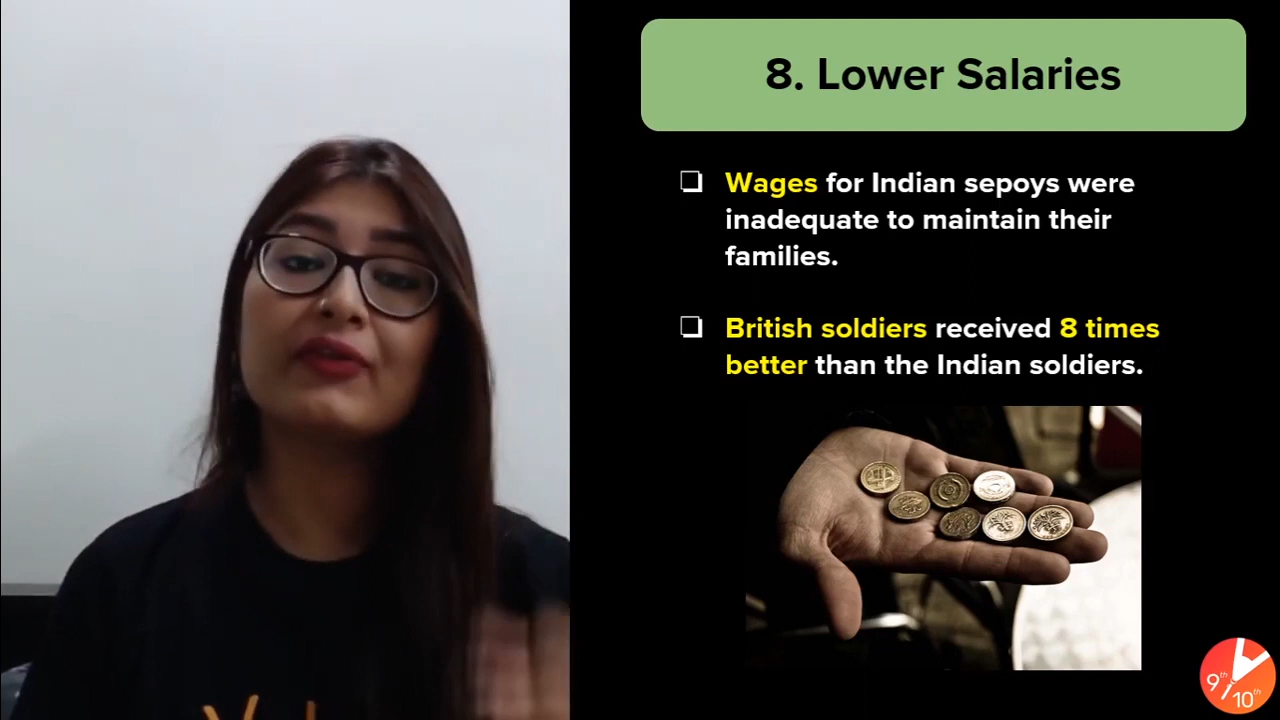 8. Lower Salaries
Wages for Indian sepoys were
inadequate to maintain their
families.
British soldiers received 8 times
better than the Indian soldiers.
9th
10th